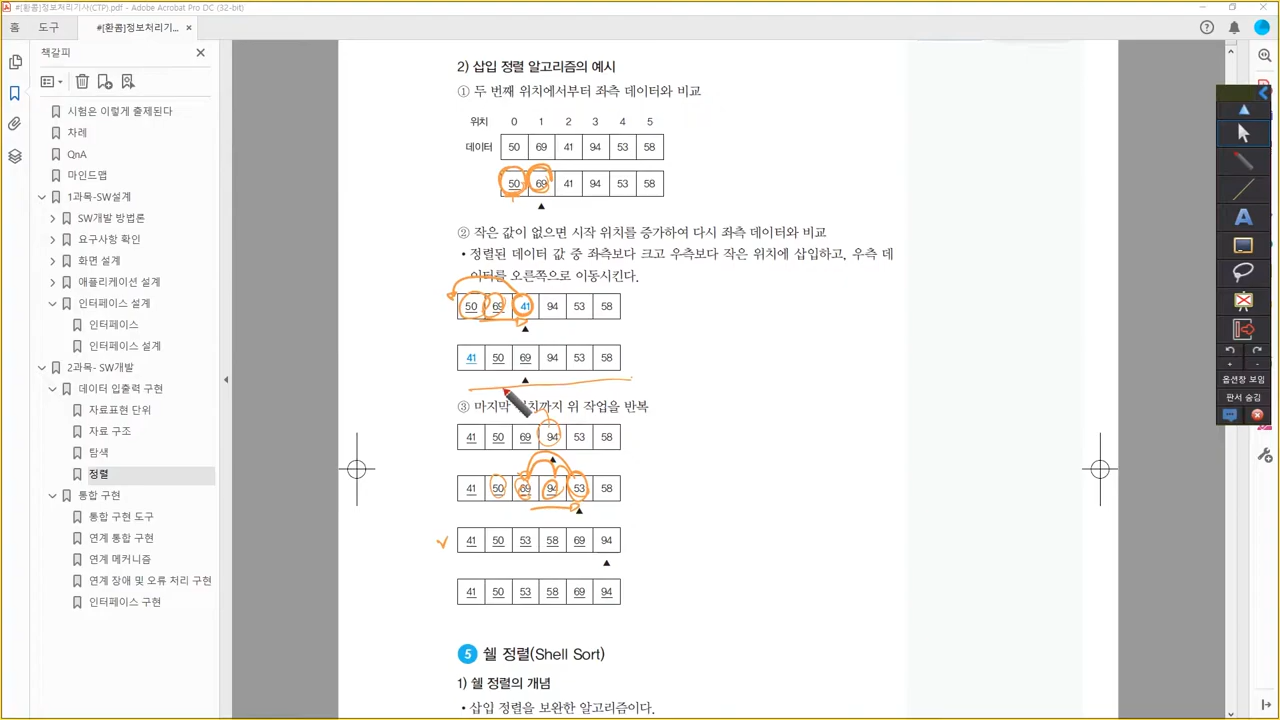 #[환콤]정보처리기사(CTP).pdf - Adobe Acrobat Pro DC (32-bit)
홈 도구 #[환콤]정보처리기... ×
책갈피
시험은 이렇게 출제된다
차례
QnA
마인드맵
1과목-SW설계
SW개발 방법론
요구사항 확인
화면 설계
애플리케이션 설계
인터페이스 설계
인터페이스
인터페이스 설계
2과목- SW개발
데이터 입출력 구현
자료표현 단위
자료 구조
탐색
정렬
통합 구현
통합 구현 도구
연계 통합 구현
연계 메커니즘
연계 장애 및 오류 처리 구현
인터페이스 구현
2) 삽입 정렬 알고리즘의 예시
① 두 번째 위치에서부터 좌측 데이터와 비교
위치 0 1 2 3 4 5
데이터 50 69 41 94 53 58
50 69 41 94 53 58
② 작은 값이 없으면 시작 위치를 증가하여 다시 좌측 데이터와 비교
• 정렬된 데이터 값 중 좌측보다 크고 우측보다 작은 위치에 삽입하고, 우측 데
이터를 오른쪽으로 이동시킨다.
50 69 41 94 53 58
41 50 69 94 53 58
③ 마지막 위치까지 위 작업을 반복
41 50 69 94 53 58
41 50 69 94 53 58
41 50 53 58 69 94
41 50 53 58 69 94
5 쉘 정렬(Shell Sort)
1) 쉘 정렬의 개념
• 삽입 정렬을 보완한 알고리즘이다.
A
옵션창 보임
판서 숨김